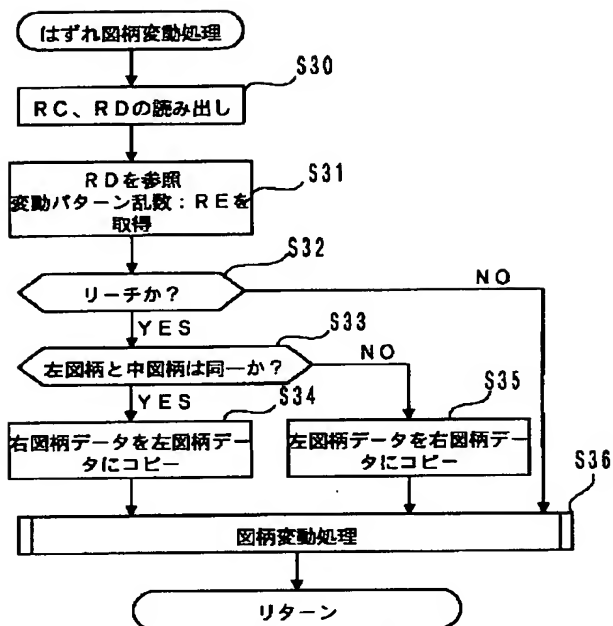 はずれ図柄変動処理
S30
RC、RDの読み出し
S31
RDを参照
変動パターン乱数：REを
取得
S32
リーチか？
NO
YES
S33
左図柄と中図柄は同一か？
NO
YES
S34
S35
右図柄データを左図柄デー
タにコピー
左図柄データを右図柄デー
タにコピー
S36
図柄変動処理
リターン